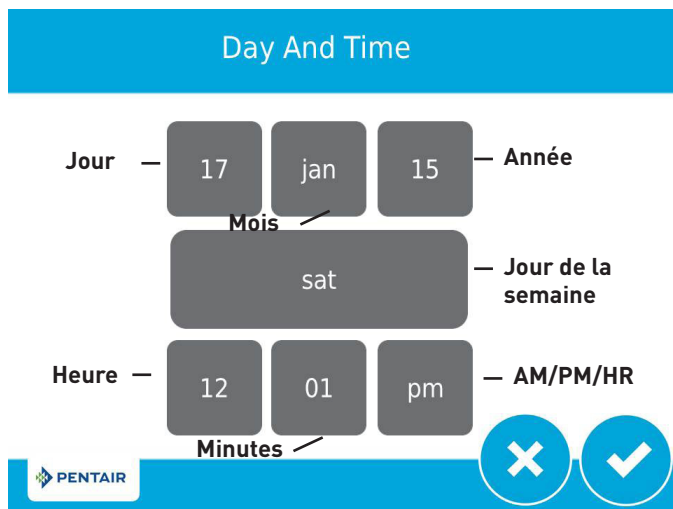 Day And Time
Jour
17
jan
15
Année
Mois
sat
Jour de la
semaine
Heure
12
01
pm
AM/PM/HR
Minutes
PENTAIR